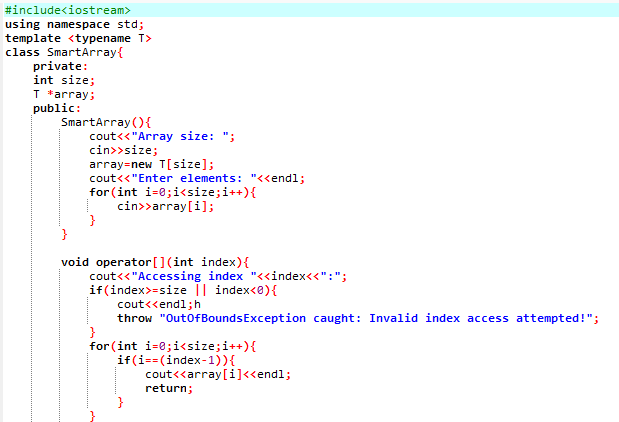 #include<iostream>
using namespace std;
template <typename T>
class SmartArray{
    private:
    int size;
    T *array;
    public:
        SmartArray(){
            cout<<"Array size: ";
            cin>>size;
            array=new T[size];
            cout<<"Enter elements: "<<endl;
            for(int i=0;i<size;i++){
                cin>>array[i];
            }
        }

        void operator[](int index){
            cout<<"Accessing index "<<index<<":";
            if(index>=size || index<0){
                cout<<endl;h
                throw "OutOfBoundsException caught: Invalid index access attempted!";
            }
            for(int i=0;i<size;i++){
                if(i==(index-1)){
                    cout<<array[i]<<endl;
                    return;
                }
            }